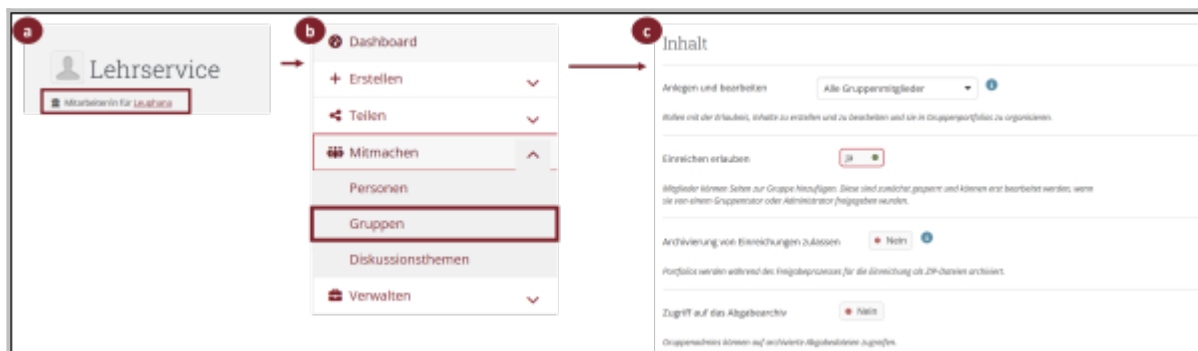 a
Lehrservice
Mitarbeiter/in für Leuphana
b
Dashboard
Erstellen
Teilen
Mitmachen
Personen
Gruppen
Diskussionsthemen
Verwalten
c
Inhalt
Anlegen und bearbeiten Alle Gruppenmitglieder
Rollen mit der Erlaubnis, Inhalte zu erstellen und zu bearbeiten und sie in Gruppenportfolios zu organisieren.
Einreichen erlauben Ja
Mitglieder können Seiten zur Gruppe hinzufügen. Diese sind zunächst gesperrt und können erst bearbeitet werden, wenn
sie von einem Gruppentutor oder Administrator freigegeben wurden.
Archivierung von Einreichungen zulassen Nein
Portfolios werden während des Freigabeprozesses für die Einreichung als ZIP-Dateien archiviert.
Zugriff auf das Abgabearchiv Nein
Gruppenadmins können auf archivierte Abgabedateien zugreifen.